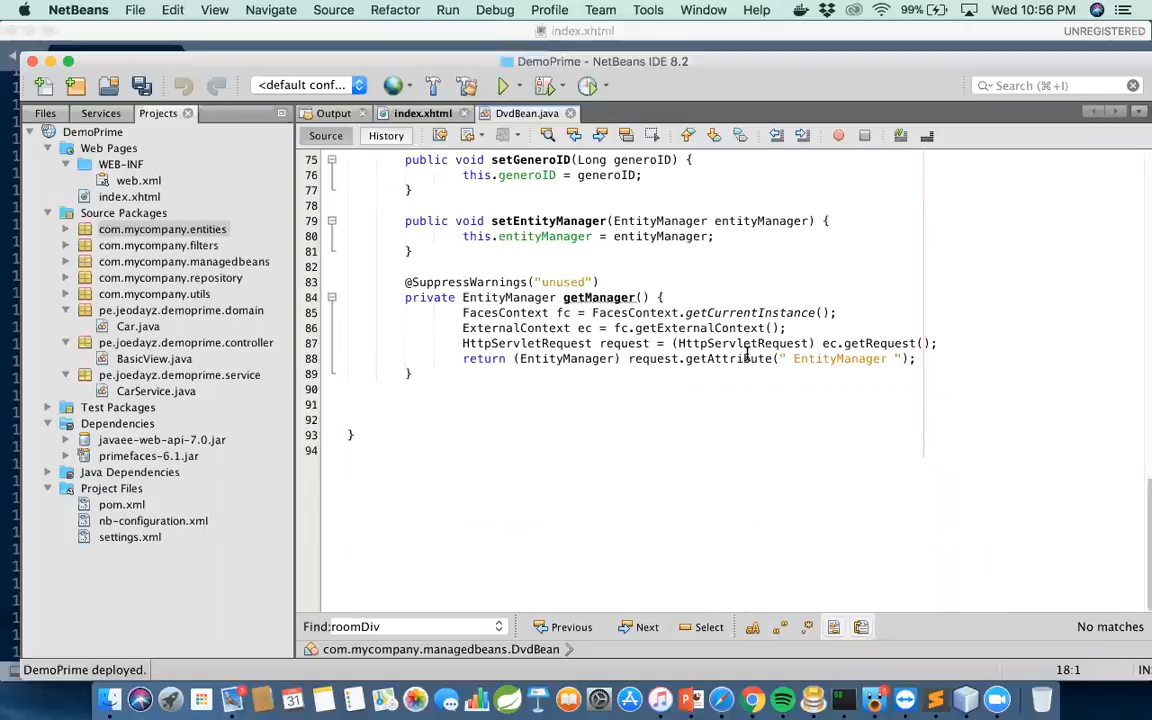 NetBeans File Edit View Navigate Source Refactor Run Debug Profile Team Tools Window Help 99% Wed 10:56 PM
index.xhtml UNREGISTERED
DemoPrime - NetBeans IDE 8.2
<default conf... Search (⌘+I)
Files Services Projects Output index.xhtml DvdBean.java
Source History
DemoPrime
Web Pages
WEB-INF
web.xml
index.xhtml
Source Packages
com.mycompany.entities
com.mycompany.filters
com.mycompany.managedbeans
com.mycompany.repository
com.mycompany.utils
pe.jeodayz.demoprime.domain
Car.java
pe.joedayz.demoprime.controller
BasicView.java
pe.joedayz.demoprime.service
CarService.java
Test Packages
Dependencies
javaee-web-api-7.0.jar
primefaces-6.1.jar
Java Dependencies
Project Files
pom.xml
nb-configuration.xml
settings.xml
75 public void setGeneroID(Long generoID) {
76 this.generoID = generoID;
77 }
78
79 public void setEntityManager(EntityManager entityManager) {
80 this.entityManager = entityManager;
81 }
82
83 @SuppressWarnings("unused")
84 private EntityManager getManager() {
85 FacesContext fc = FacesContext.getCurrentInstance();
86 ExternalContext ec = fc.getExternalContext();
87 HttpServletRequest request = (HttpServletRequest) ec.getRequest();
88 return (EntityManager) request.getAttribute(" EntityManager ");
89 }
90
91
92
93 }
94
Find: roomDiv Previous Next Select No matches
com.mycompany.managedbeans.DvdBean
DemoPrime deployed. 18:1 IN